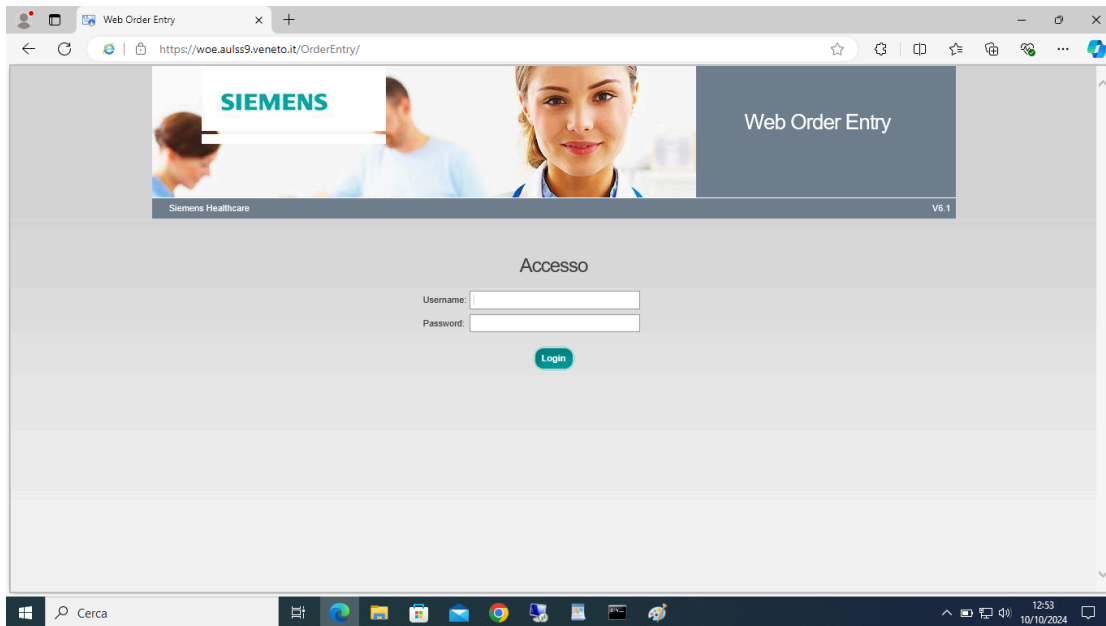 Web Order Entry
https://woe.aulss9.veneto.it/OrderEntry/
SIEMENS
Web Order Entry
Siemens Healthcare
V6.1
Accesso
Username:
Password:
Login
Cerca
12:53
10/10/2024